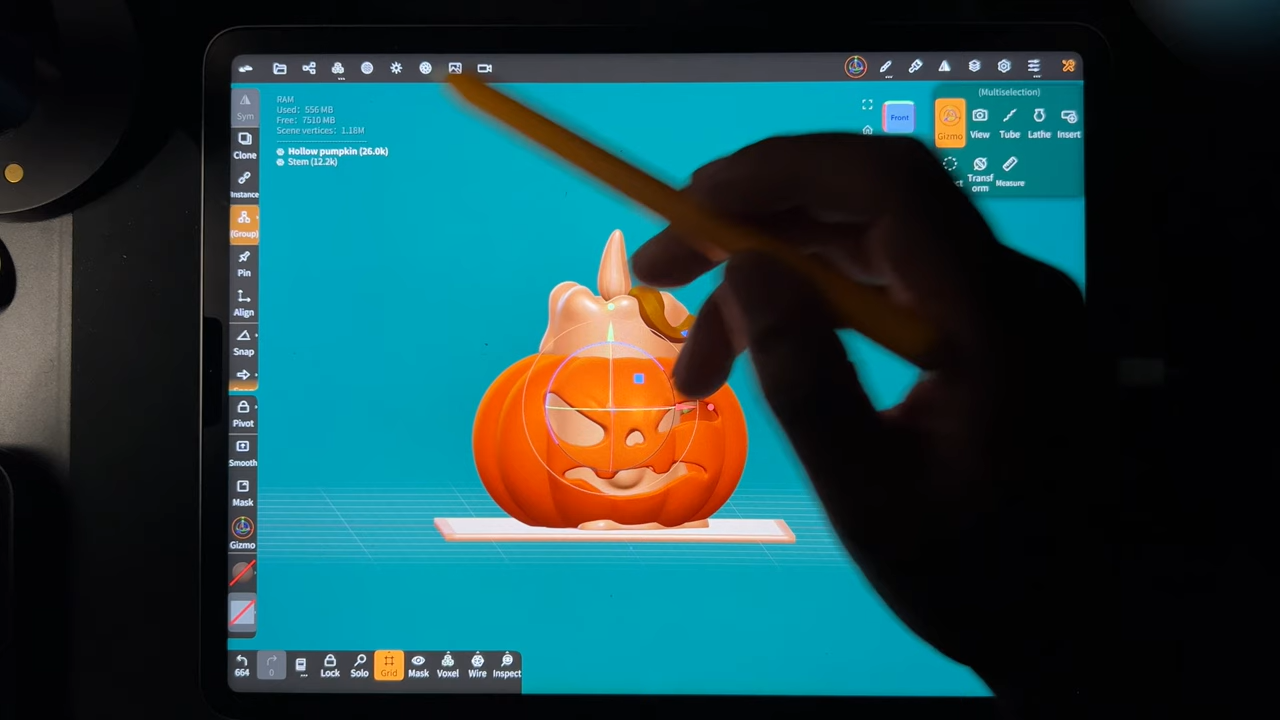 RAM
Used: 556 MB
Free: 7510 MB
Scene vertices: 1.18M
Hollow pumpkin (26.0k)
Stem (12.2k)
Sym
Clone
Instance
(Group)
Pin
Align
Snap
Pivot
Smooth
Mask
Gizmo
Front
(Multiselection)
Gizmo
View
Tube
Lathe
Insert
Transf
orm
Measure
664
0
Lock
Solo
Grid
Mask
Voxel
Wire
Inspect